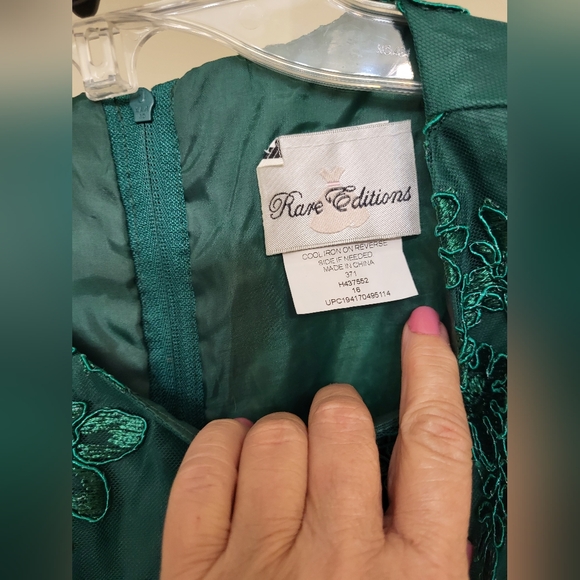 Rare Editions
COOL IRON ON REVERSE
SIDE IF NEEDED
MADE IN CHINA
371
H437552
16
UPC194170495114